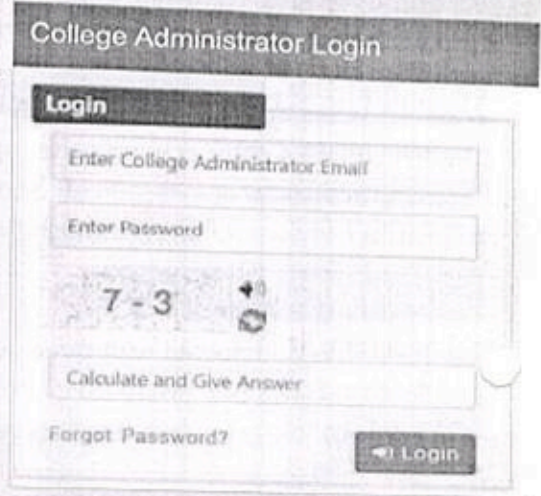 College Administrator Login
Login
Enter College Administrator Email
Enter Password
7 - 3
Calculate and Give Answer
Forgot Password?
Login